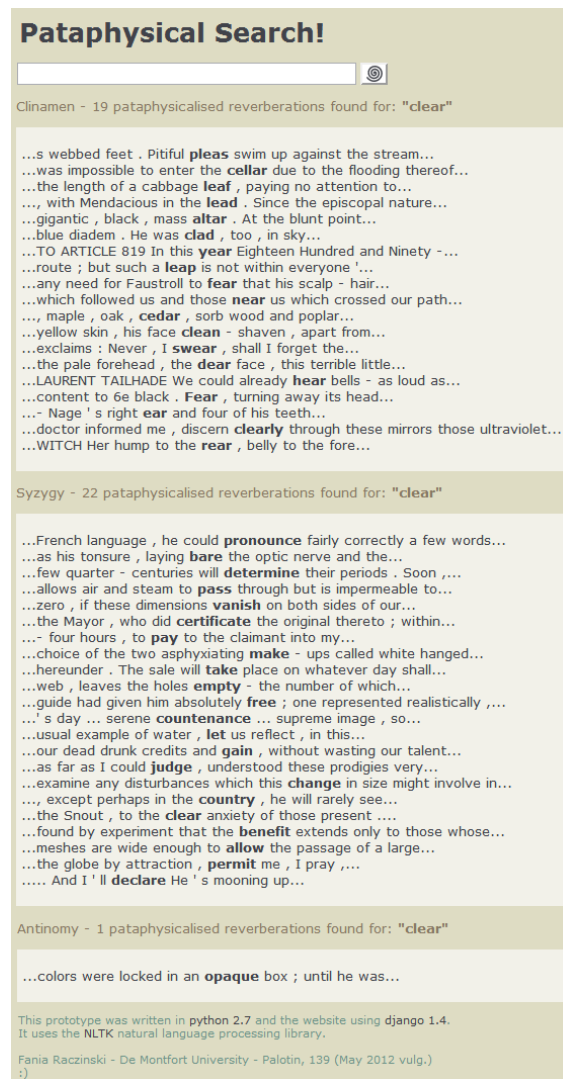 Pataphysical Search!
Clinamen - 19 pataphysicalised reverberations found for: "clear"
...s webbed feet . Pitiful pleas swim up against the stream...
...was impossible to enter the cellar due to the flooding thereof...
...the length of a cabbage leaf , paying no attention to...
..., with Mendacious in the lead . Since the episcopal nature...
...gigantic , black , mass altar . At the blunt point...
...blue diadem . He was clad , too , in sky...
...TO ARTICLE 819 In this year Eighteen Hundred and Ninety -...
...route ; but such a leap is not within everyone '...
...any need for Faustroll to fear that his scalp - hair...
...which followed us and those near us which crossed our path...
..., maple , oak , cedar , sorb wood and poplar...
...yellow skin , his face clean - shaven , apart from...
...exclaims : Never , I swear , shall I forget the...
...the pale forehead , the dear face , this terrible little...
...LAURENT TAILHADE We could already hear bells - as loud as...
...content to 6e black . Fear , turning away its head...
...- Nage ' s right ear and four of his teeth...
...doctor informed me , discern clearly through these mirrors those ultraviolet...
...WITCH Her hump to the rear , belly to the fore...
Syzygy - 22 pataphysicalised reverberations found for: "clear"
...French language , he could pronounce fairly correctly a few words...
...as his tonsure , laying bare the optic nerve and the...
...few quarter - centuries will determine their periods . Soon ,...
...allows air and steam to pass through but is impermeable to...
...zero , if these dimensions vanish on both sides of our...
...the Mayor , who did certificate the original thereto ; within...
...- four hours , to pay to the claimant into my...
...choice of the two asphyxiating make - ups called white hanged...
...hereunder . The sale will take place on whatever day shall...
...web , leaves the holes empty - the number of which...
...guide had given him absolutely free ; one represented realistically ,...
...' s day ... serene countenance ... supreme image , so...
...usual example of water , let us reflect , in this...
...our dead drunk credits and gain , without wasting our talent...
...as far as I could judge , understood these prodigies very...
...examine any disturbances which this change in size might involve in...
..., except perhaps in the country , he will rarely see...
...the Snout , to the clear anxiety of those present ....
...found by experiment that the benefit extends only to those whose...
...meshes are wide enough to allow the passage of a large...
...the globe by attraction , permit me , I pray ,...
..... And I ' ll declare He ' s mooning up...
Antinomy - 1 pataphysicalised reverberations found for: "clear"
...colors were locked in an opaque box ; until he was...
This prototype was written in python 2.7 and the website using django 1.4.
It uses the NLTK natural language processing library.
Fania Raczinski - De Montfort University - Palotin, 139 (May 2012 vulg.)
:)